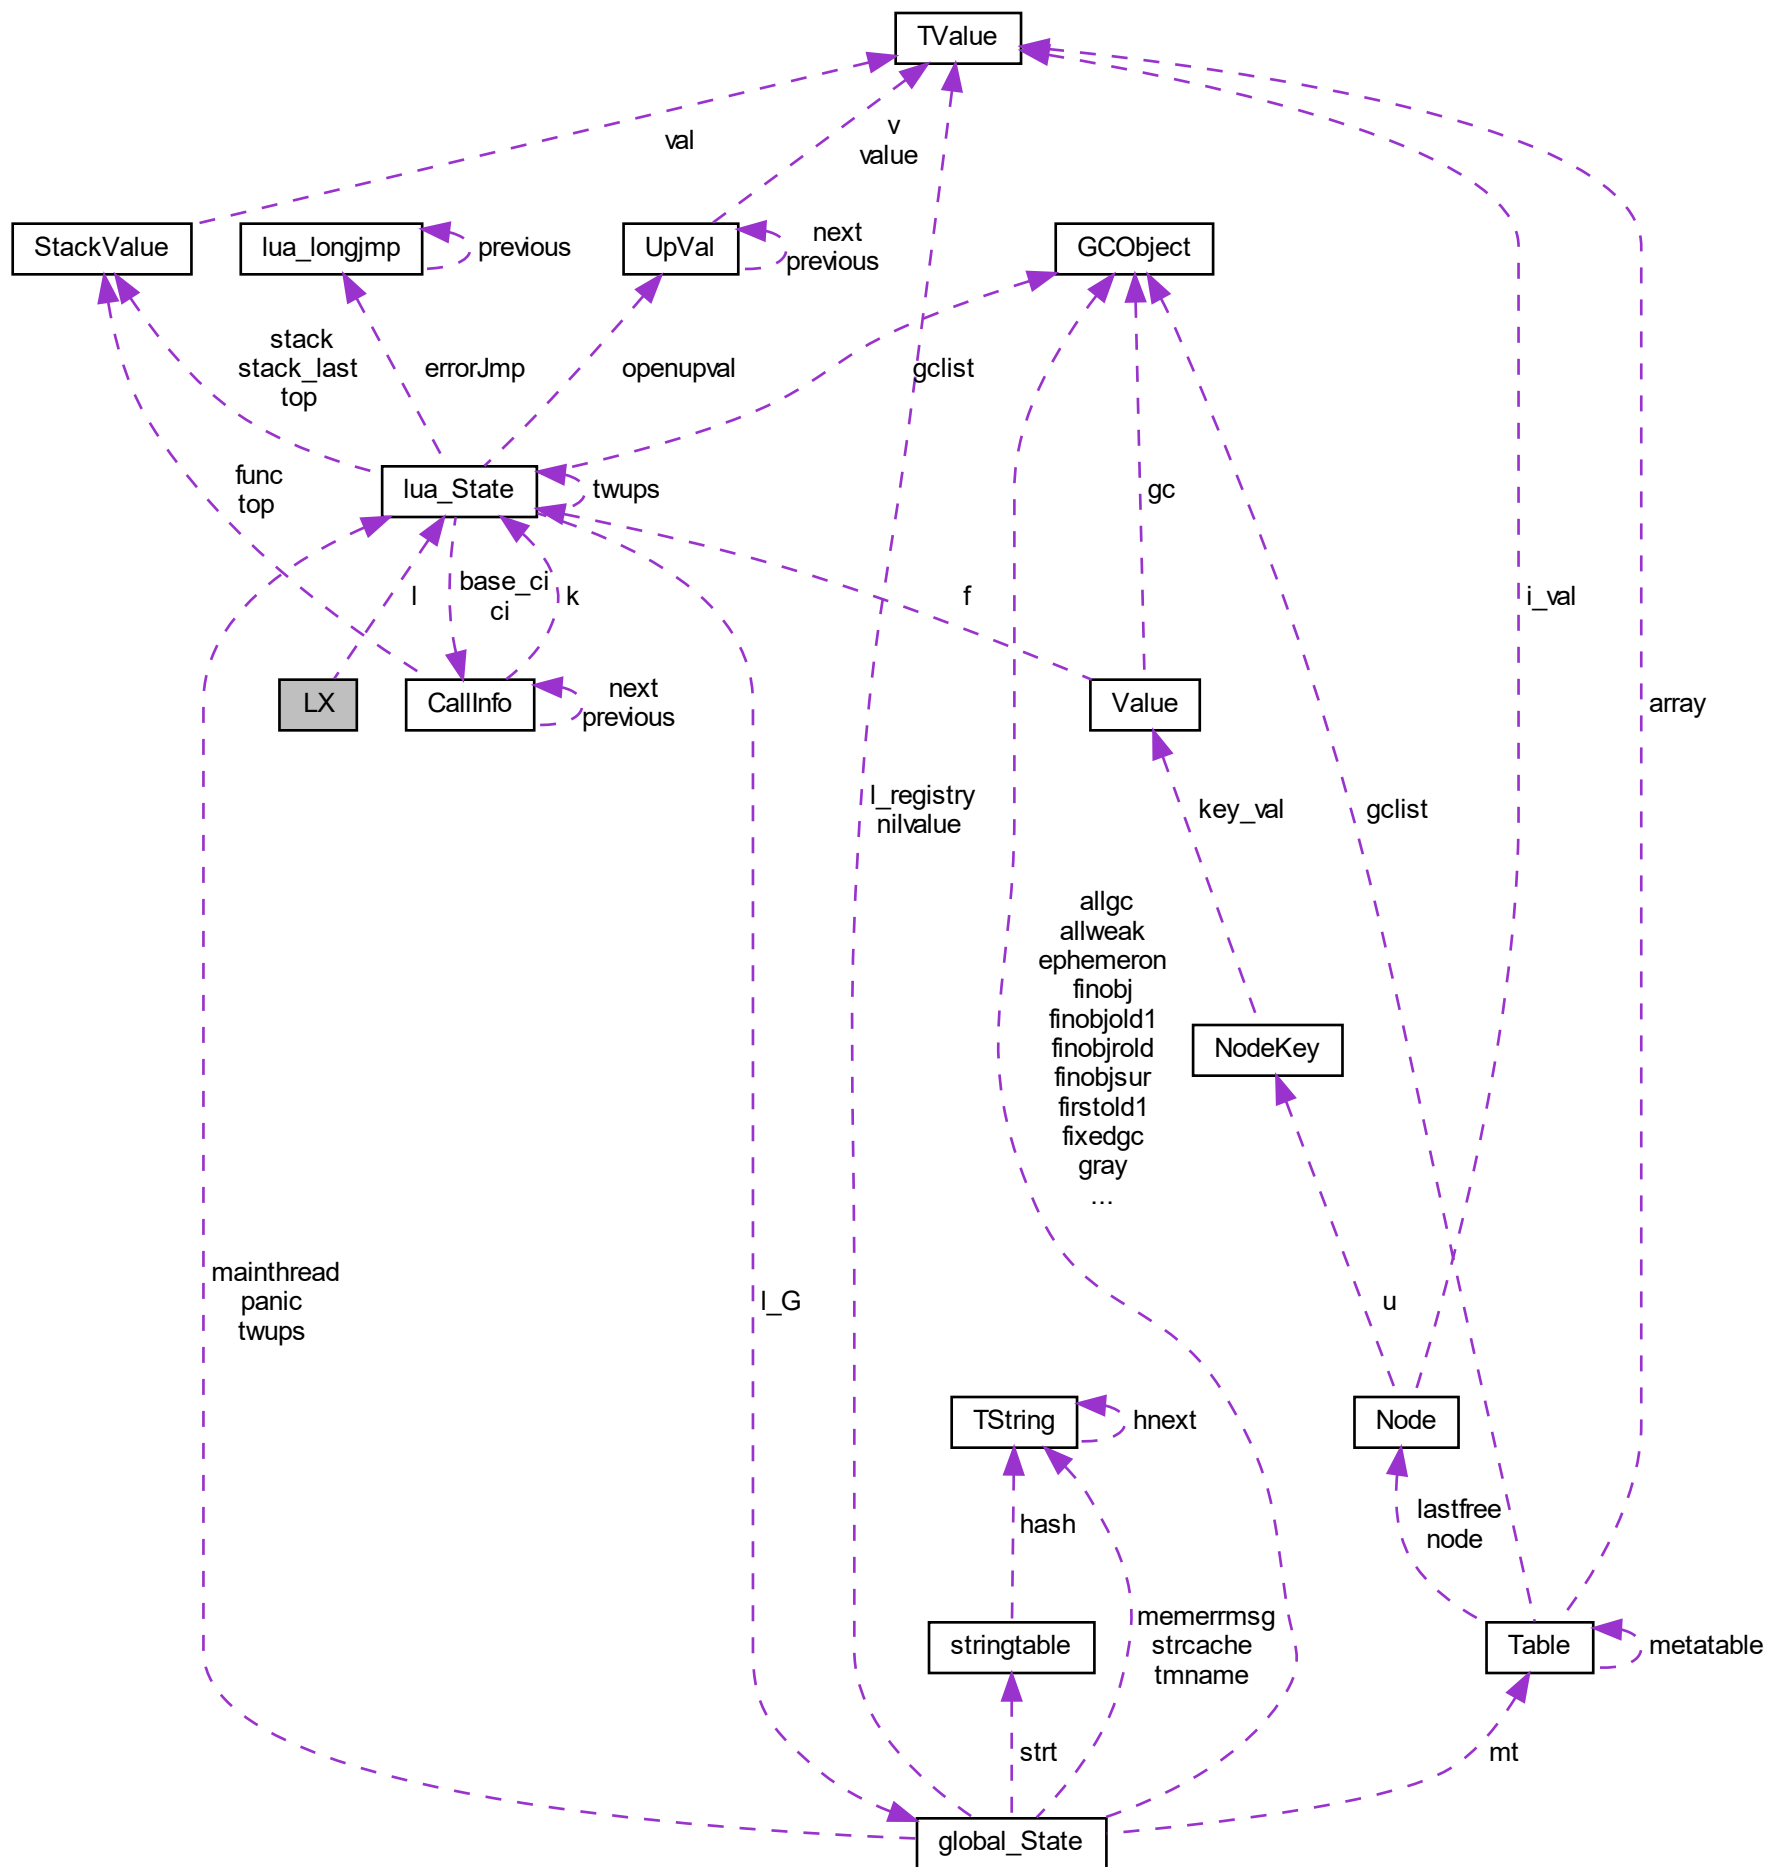 TValue
val
v
value
StackValue
lua_longjmp
previous
UpVal
next
previous
GCObject
stack
stack_last
top
errorJmp
openupval
gclist
func
top
lua_State
twups
gc
l
base_ci
ci
k
f
i_val
LX
CallInfo
next
previous
Value
array
l_registry
nilvalue
key_val
gclist
allgc
allweak
ephemeron
finobj
finobjold1
finobjrold
finobjsur
firstold1
fixedgc
gray
...
NodeKey
mainthread
panic
twups
l_G
u
TString
hnext
Node
hash
lastfree
node
memerrmsg
strcache
tmname
stringtable
Table
metatable
strt
mt
global_State